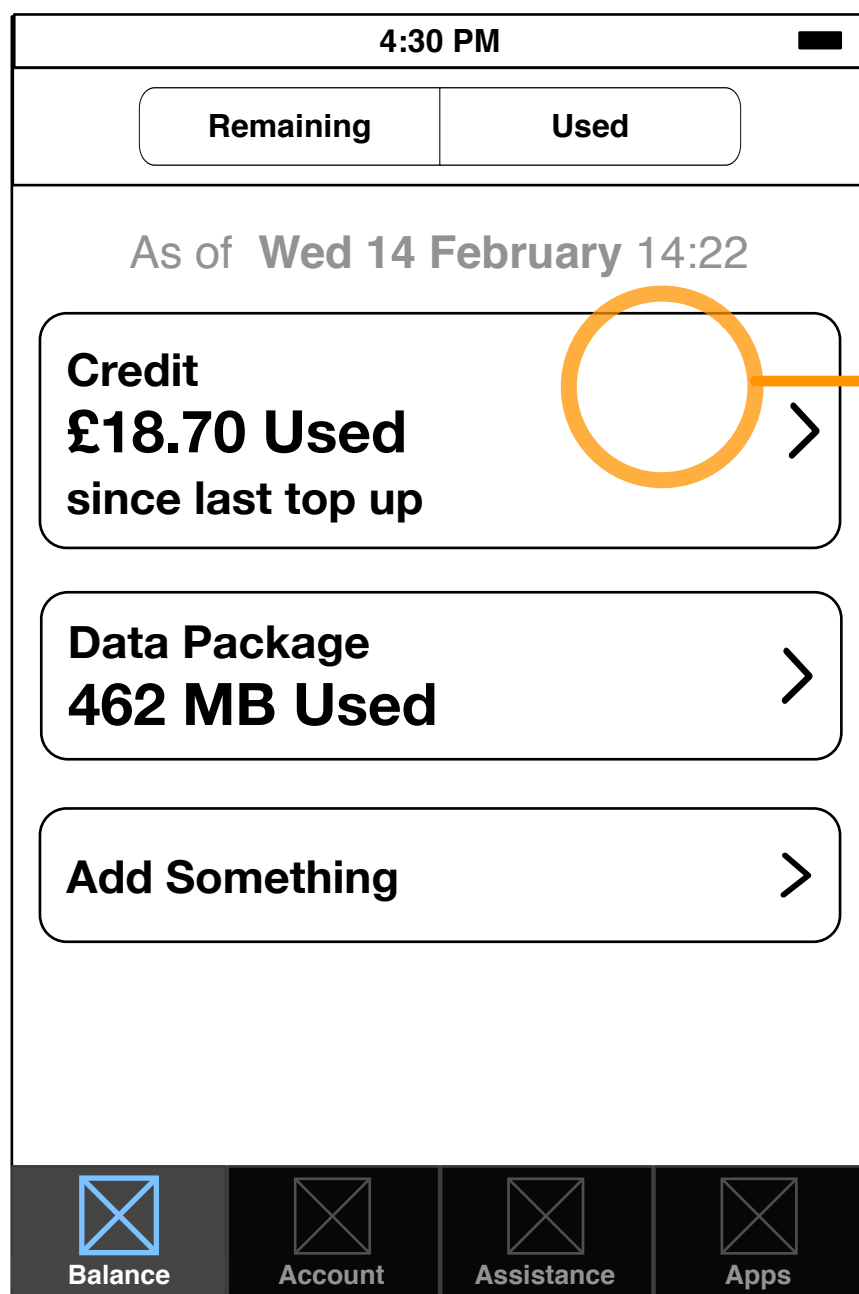 4:30 PM
Remaining Used
As of Wed 14 February 14:22
Credit
£18.70 Used
since last top up
Data Package
462 MB Used
Add Something
Balance Account Assistance Apps